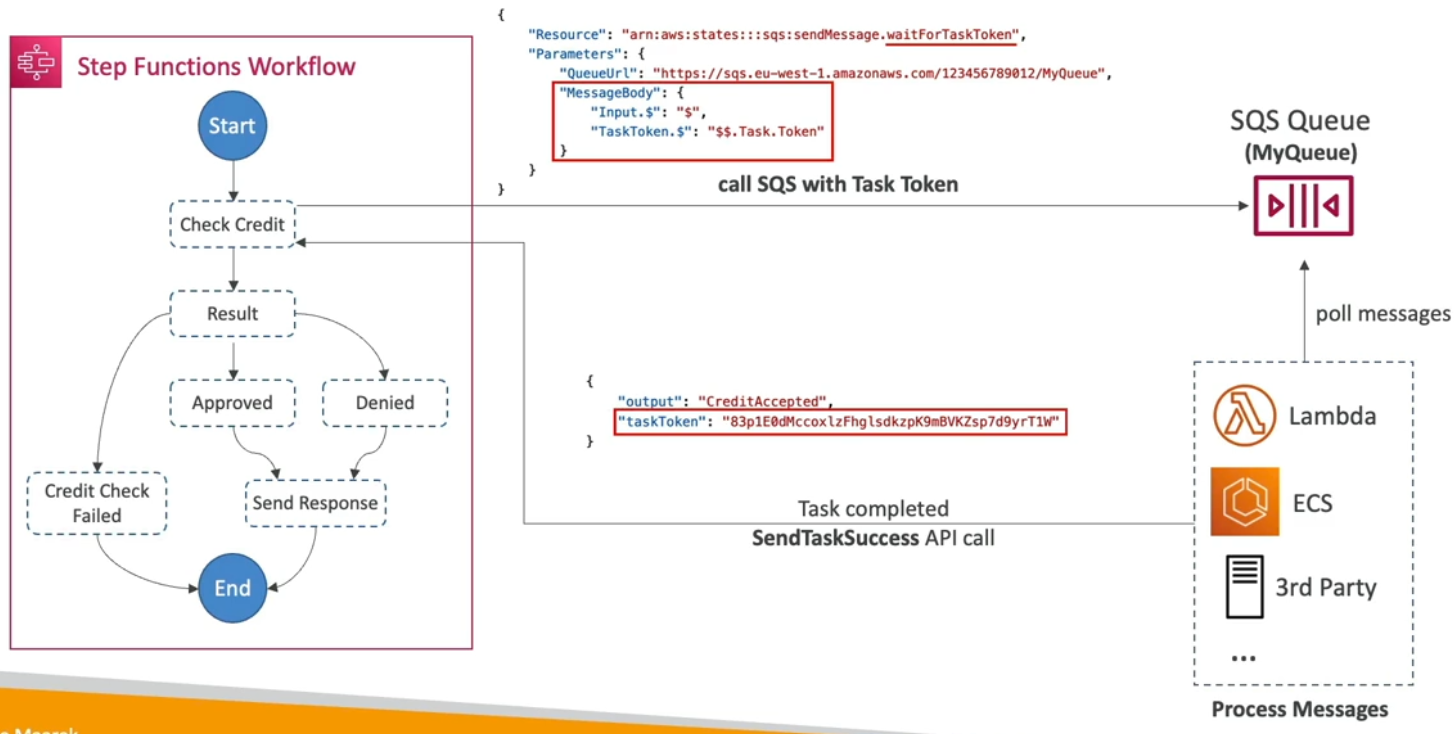 Step Functions Workflow
Start
Check Credit
Result
Approved
Denied
Credit Check
Failed
Send Response
End
{
"Resource": "arn:aws:states:::sqs:sendMessage.waitForTaskToken",
"Parameters": {
"QueueUrl": "https://sqs.eu-west-1.amazonaws.com/123456789012/MyQueue",
"MessageBody": {
"Input.$": "$",
"TaskToken.$": "$$.Task.Token"
}
}
}
call SQS with Task Token
SQS Queue
(MyQueue)
poll messages
{
"output": "CreditAccepted",
"taskToken": "83p1E0dMccoxlzFhglsdkzpK9mBVKZsp7d9yrT1W"
}
Task completed
SendTaskSuccess API call
Lambda
ECS
3rd Party
...
Process Messages